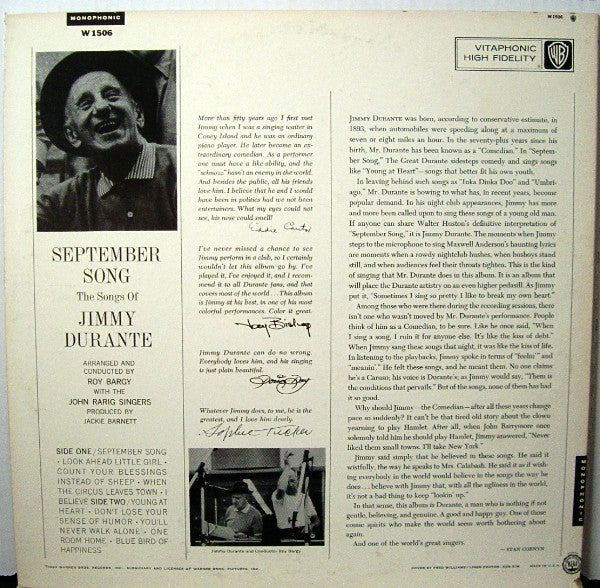 MONOPHONIC
W 1506
W 1506
VITAPHONIC
HIGH FIDELITY
WB
SEPTEMBER
SONG
The Songs Of
JIMMY
DURANTE
ARRANGED AND
CONDUCTED BY
ROY BARGY
WITH THE
JOHN RARIG SINGERS
PRODUCED BY
JACKIE BARNETT
SIDE ONE / SEPTEMBER SONG
• LOOK AHEAD LITTLE GIRL •
COUNT YOUR BLESSINGS
INSTEAD OF SHEEP • WHEN
THE CIRCUS LEAVES TOWN • I
BELIEVE SIDE TWO / YOUNG AT
HEART • DON'T LOSE YOUR
SENSE OF HUMOR • YOU'LL
NEVER WALK ALONE • ONE
ROOM HOME • BLUE BIRD OF
HAPPINESS
More than fifty years ago I first met
Jimmy when I was a singing waiter in
Coney Island and he was an ordinary
piano player. He later became an ex-
traordinary comedian. As a performer
one must have a like ability, and the
"schnozz" hasn't an enemy in the world.
And besides the public, all his friends
love him. I believe that he and I would
have been in politics had we not been
entertainers. What my eyes could not
see, his nose could smell!
Eddie Cantor
I've never missed a chance to see
Jimmy perform in a club, so I certainly
wouldn't let this album go by. I've
played it, I've enjoyed it, and I recom-
mend it to all Durante fans, and that
covers most of the world . . . This album
is Jimmy at his best, in one of his most
colorful performances. Color it great.
Joey Bishop
Jimmy Durante can do so wrong.
Everybody loves him, and his singing
is just plain beautiful.
Whatever Jimmy does, to me, he is the
greatest, and I love him dearly.
Sophie Tucker
Jimmy Durante and Conductor Roy Bargy
JIMMY DURANTE was born, according to conservative estimate, in
1893, when automobiles were speeding along at a maximum of
seven or eight miles an hour. In the seventy-plus years since his
birth, Mr. Durante has been known as a "Comedian." In "Septem-
ber Song," The Great Durante sidesteps comedy and sings songs
like "Young at Heart"—songs that better fit his own youth.
In leaving behind such songs as "Inka Dinka Doo" and "Umbri-
ago," Mr. Durante is bowing to what has, in recent years, become
popular demand. In his night club appearances, Jimmy has more
and more been called upon to sing these songs of a young old man.
If anyone can share Walter Huston's definitive interpretation of
'September Song,' it is Jimmy Durante. The moments when Jimmy
steps to the microphone to sing Maxwell Anderson's haunting lyrics
are moments when a rowdy nightclub hushes, when busboys stand
still, and when audiences feel their throats tighten. This is the kind
of singing that Mr. Durante does in this album. It is an album that
will place the Durante artistry on an even higher pedasill. As Jimmy
put it, "Sometimes I sing so pretty I like to break my own heart."
Among those who were there during the recording sessions, there
isn't one who wasn't moved by Mr. Durante's performance. People
think of him as a Comedian, to be sure. Like he once said, "When
I sing a song, I ruin it for anyone else. It's like the kiss of debt."
When Jimmy sang these songs that night, it was like the kiss of life.
In listening to the playbacks, Jimmy spoke in terms of "feelin'" and
"meanin'." He felt these songs, and he meant them. No one claims
he's a Caruso; his voice is Durante's; as Jimmy would say, "Them is
the conditions that pervails." But of the songs, none of them has had
it so good.
Why should Jimmy—the Comedian—after all these years change
pace so suddenly? It can't be that tired old story about the clown
yearning to play Hamlet. After all, when John Barrymore once
solemnly told him he should play Hamlet, Jimmy answered, "Never
liked them small towns. I'll take New York."
Jimmy said simply that he believed in these songs. He said it
wistfully, the way he speaks to Mrs. Calabash. He said it as if wish-
ing everybody in the world would believe in the songs the way he
does . . . believe with Jimmy that, with all the ugliness in the world,
it's not a bad thing to keep "lookin' up."
In that sense, this album is Durante, a man who is nothing if not
gentle, believing, and genuine. A good and happy guy. One of those
comic spirits who make the world seem worth bothering about
again.
And one of the world's great singers.
— STAN CORNYN
MONOPHONIC